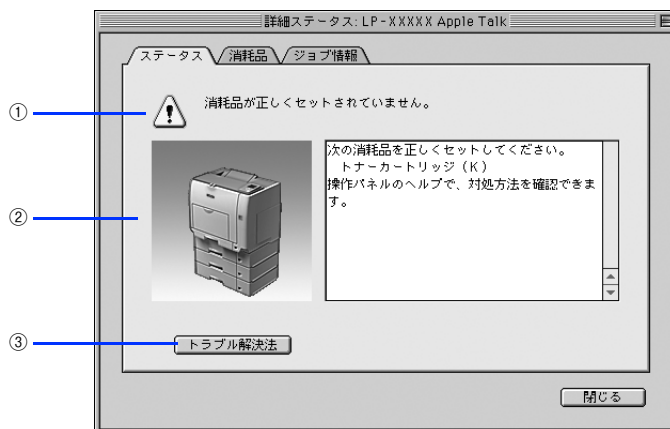 詳細ステータス: LP-XXXXX Apple Talk
ステータス
消耗品
ジョブ情報
①
消耗品が正しくセットされていません。
②
次の消耗品を正しくセットしてください。
トナーカートリッジ（K）
操作パネルのヘルプで、対処方法を確認できま
す。
③
トラブル解決法
閉じる